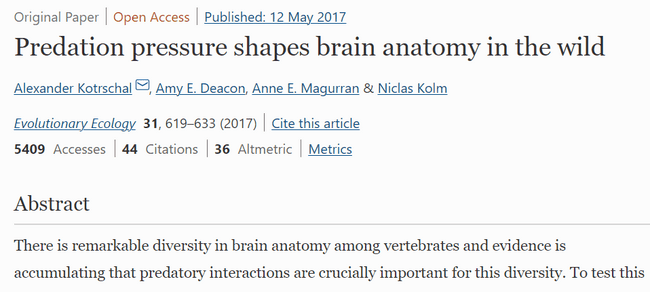 Original Paper | Open Access | Published: 12 May 2017
Predation pressure shapes brain anatomy in the wild
Alexander Kotrschal, Amy E. Deacon, Anne E. Magurran & Niclas Kolm
Evolutionary Ecology 31, 619–633 (2017) | Cite this article
5409 Accesses | 44 Citations | 36 Altmetric | Metrics
Abstract
There is remarkable diversity in brain anatomy among vertebrates and evidence is
accumulating that predatory interactions are crucially important for this diversity. To test this